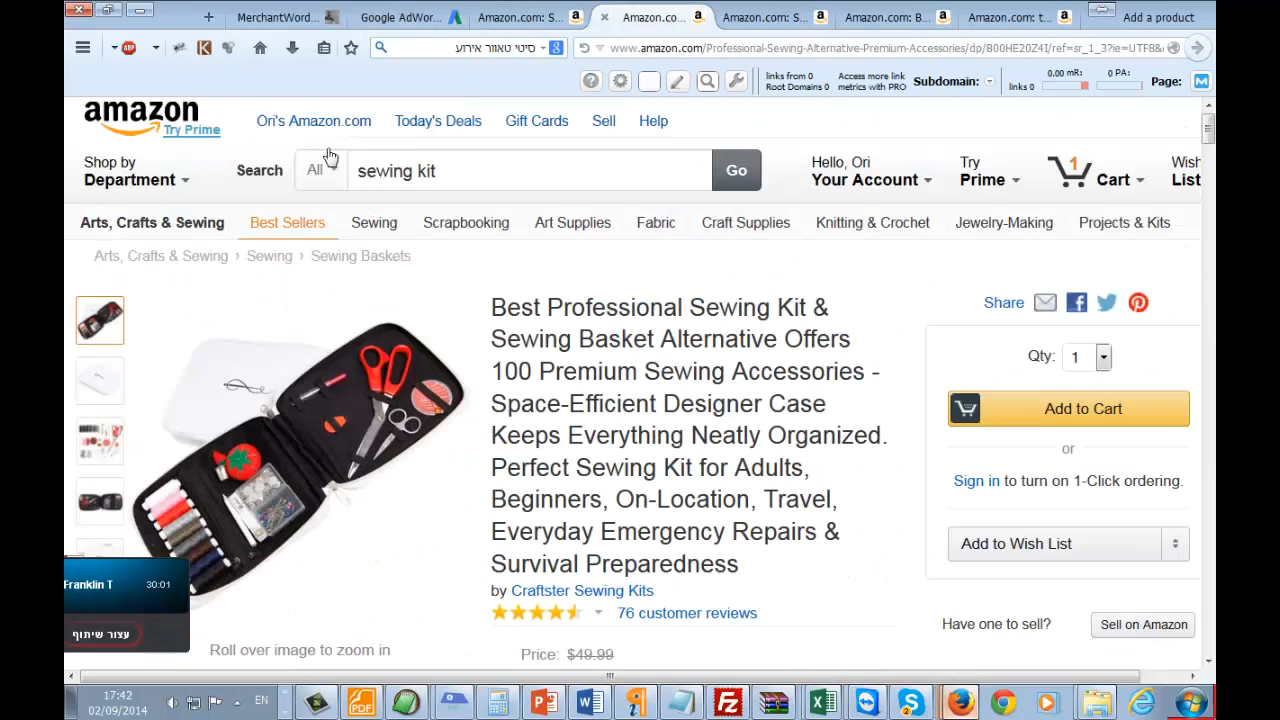 MerchantWord...
Google AdWor...
Amazon.com: S...
Amazon.co...
Amazon.com: S...
Amazon.com: B...
Amazon.com: t...
Add a product
ABP
K
סיטי טאוור אירוע
8
www.amazon.com/Professional-Sewing-Alternative-Premium-Accessories/dp/B00HE20Z4I/ref=sr_1_3?ie=UTF8&
links from 0
Root Domains 0
Access more link
metrics with PRO
Subdomain:
links 0
0.00 mR:
0 PA:
Page:
M
amazon
Try Prime
Ori's Amazon.com
Today's Deals
Gift Cards
Sell
Help
Shop by
Department
Search
All
sewing kit
Go
Hello, Ori
Your Account
Try
Prime
1
Cart
Wish
List
Arts, Crafts & Sewing
Best Sellers
Sewing
Scrapbooking
Art Supplies
Fabric
Craft Supplies
Knitting & Crochet
Jewelry-Making
Projects & Kits
Arts, Crafts & Sewing › Sewing › Sewing Baskets
Best Professional Sewing Kit &
Sewing Basket Alternative Offers
100 Premium Sewing Accessories -
Space-Efficient Designer Case
Keeps Everything Neatly Organized.
Perfect Sewing Kit for Adults,
Beginners, On-Location, Travel,
Everyday Emergency Repairs &
Survival Preparedness
by Craftster Sewing Kits
76 customer reviews
Price: $49.99
Roll over image to zoom in
Share
Qty: 1
Add to Cart
or
Sign in to turn on 1-Click ordering.
Add to Wish List
Have one to sell?
Sell on Amazon
Franklin T
30:01
עצור שיתוף
17:42
02/09/2014
EN
PDF
P
W
Fz
X
S
2